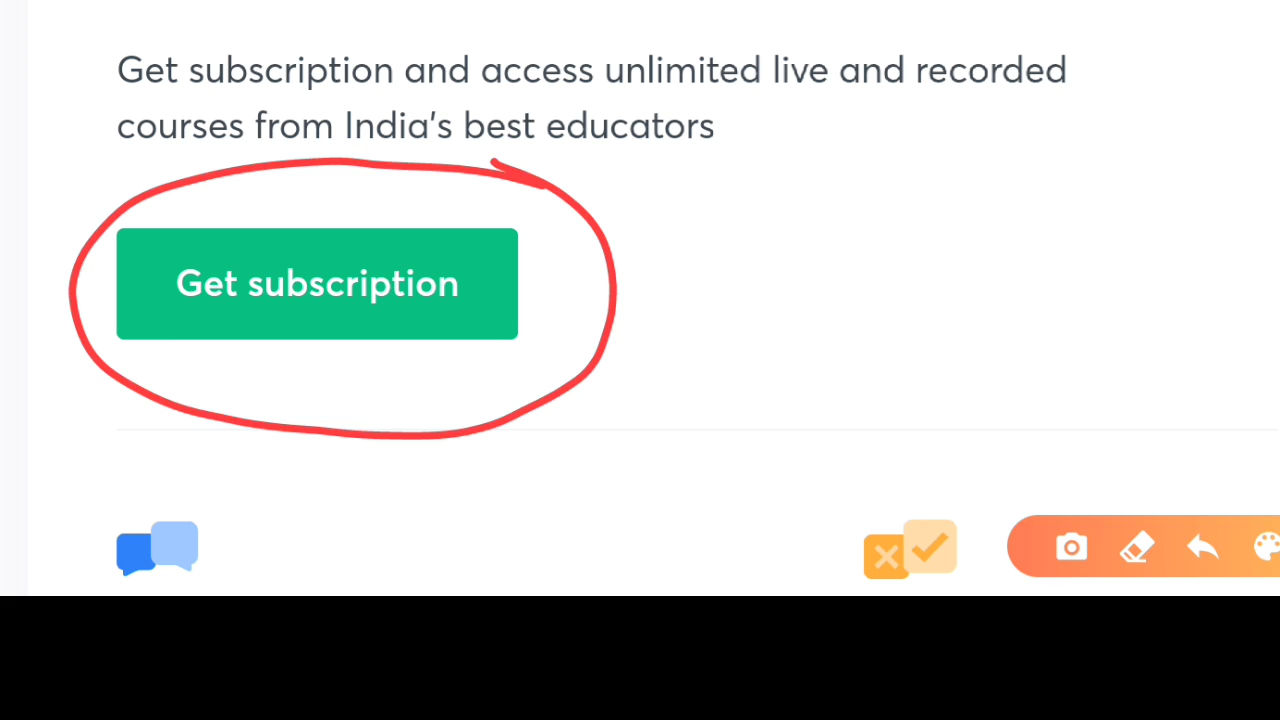 Get subscription and access unlimited live and recorded
courses from India's best educators
Get subscription